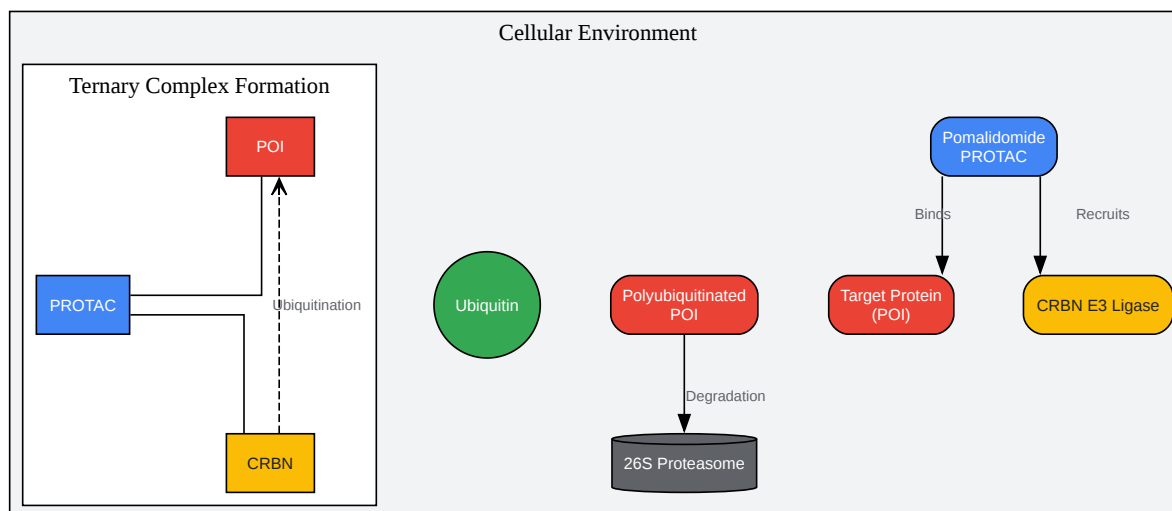 Cellular Environment
Ternary Complex Formation
POI
PROTAC
Ubiquitination
CRBN
Ubiquitin
Polyubiquitinated
POI
Degradation
26S Proteasome
Pomalidomide
PROTAC
Binds
Recruits
Target Protein
(POI)
CRBN E3 Ligase